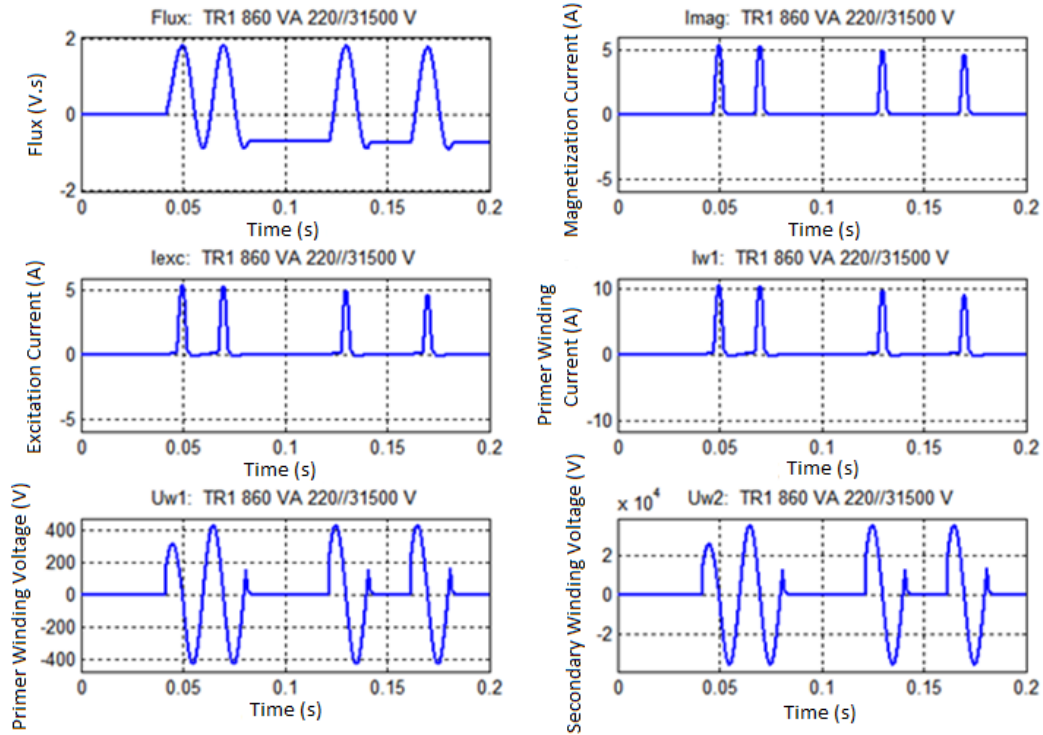 Flux: TR1 860 VA 220//31500 V
Flux (V.s)
2
0
-2
0 0.05 0.1 0.15 0.2
Time (s)
Imag: TR1 860 VA 220//31500 V
Magnetization Current (A)
5
0
-5
0 0.05 0.1 0.15 0.2
Time (s)
Iexc: TR1 860 VA 220//31500 V
Excitation Current (A)
5
0
-5
0 0.05 0.1 0.15 0.2
Time (s)
Iw1: TR1 860 VA 220//31500 V
Primer Winding
Current (A)
10
0
-10
0 0.05 0.1 0.15 0.2
Time (s)
Uw1: TR1 860 VA 220//31500 V
Primer Winding Voltage (V)
400
200
0
-200
-400
0 0.05 0.1 0.15 0.2
Time (s)
x 10^4 Uw2: TR1 860 VA 220//31500 V
Secondary Winding Voltage (V)
2
0
-2
0 0.05 0.1 0.15 0.2
Time (s)